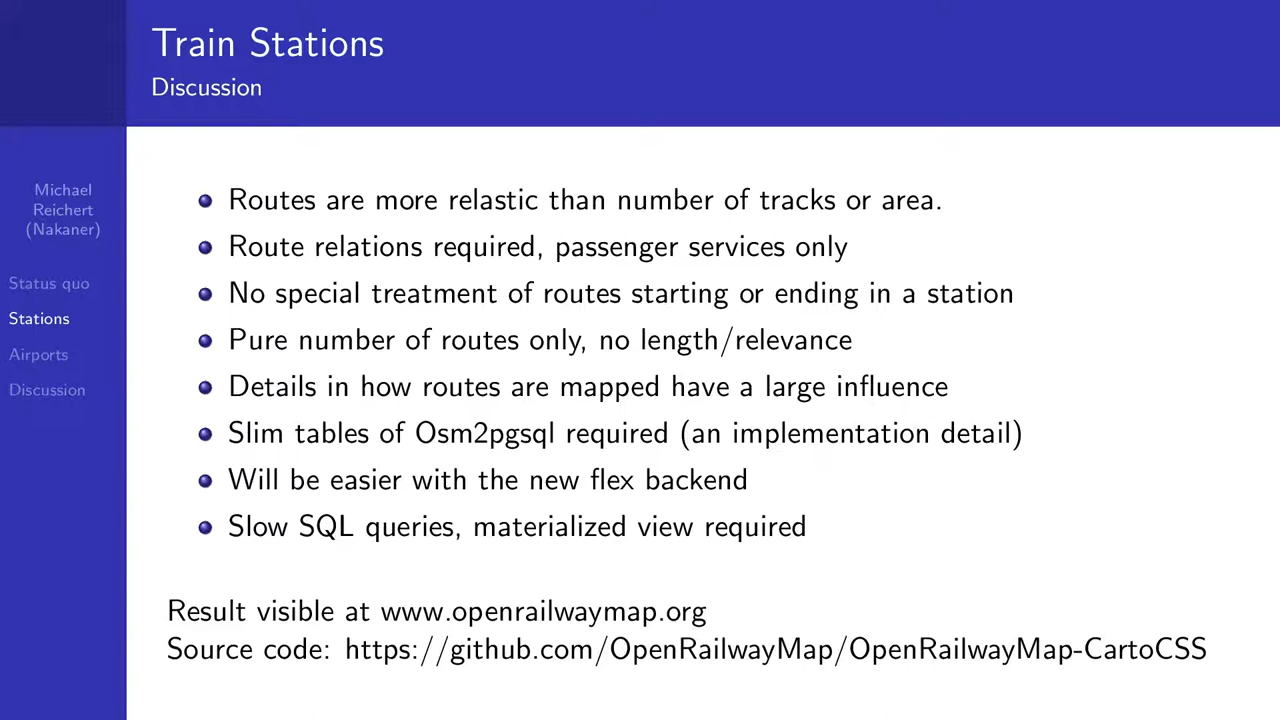 Train Stations
Discussion
Michael
Reichert
(Nakaner)
Status quo
Stations
Airports
Discussion
Routes are more relastic than number of tracks or area.
Route relations required, passenger services only
No special treatment of routes starting or ending in a station
Pure number of routes only, no length/relevance
Details in how routes are mapped have a large influence
Slim tables of Osm2pgsql required (an implementation detail)
Will be easier with the new flex backend
Slow SQL queries, materialized view required
Result visible at www.openrailwaymap.org
Source code: https://github.com/OpenRailwayMap/OpenRailwayMap-CartoCSS